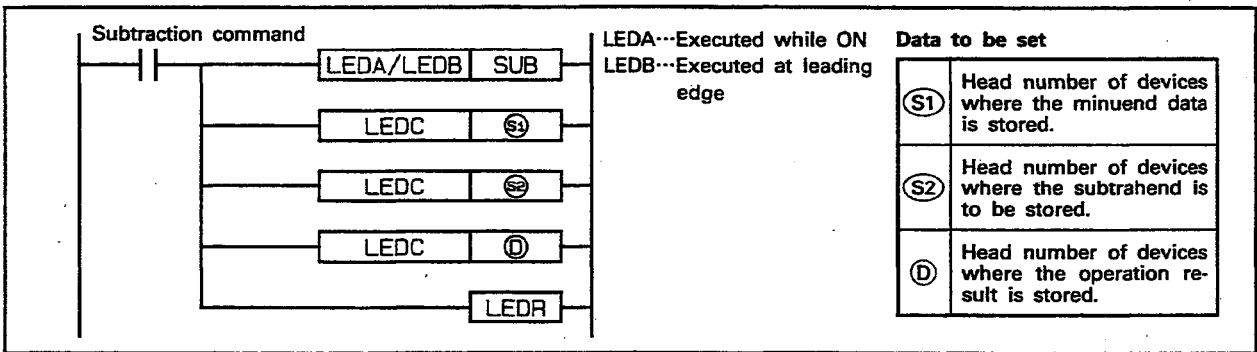 Subtraction command
LEDA/LEDB SUB
LEDC S1
LEDC S2
LEDC D
LEDR
LEDA···Executed while ON
LEDB···Executed at leading
edge
Data to be set
S1 Head number of devices
where the minuend data
is stored.
S2 Head number of devices
where the subtrahend is
to be stored.
D Head number of devices
where the operation re-
sult is stored.